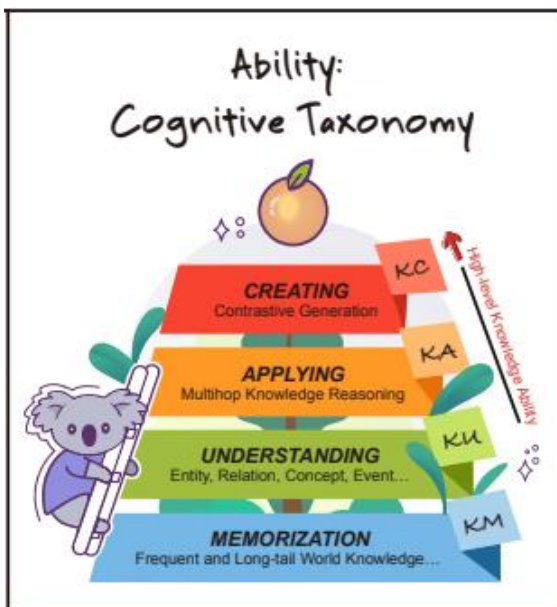 Ability:
Cognitive Taxonomy
KC
CREATING
Contrastive Generation
High-level Knowledge Ability
KA
APPLYING
Multihop Knowledge Reasoning
KU
UNDERSTANDING
Entity, Relation, Concept, Event...
KM
MEMORIZATION
Frequent and Long-tail World Knowledge...